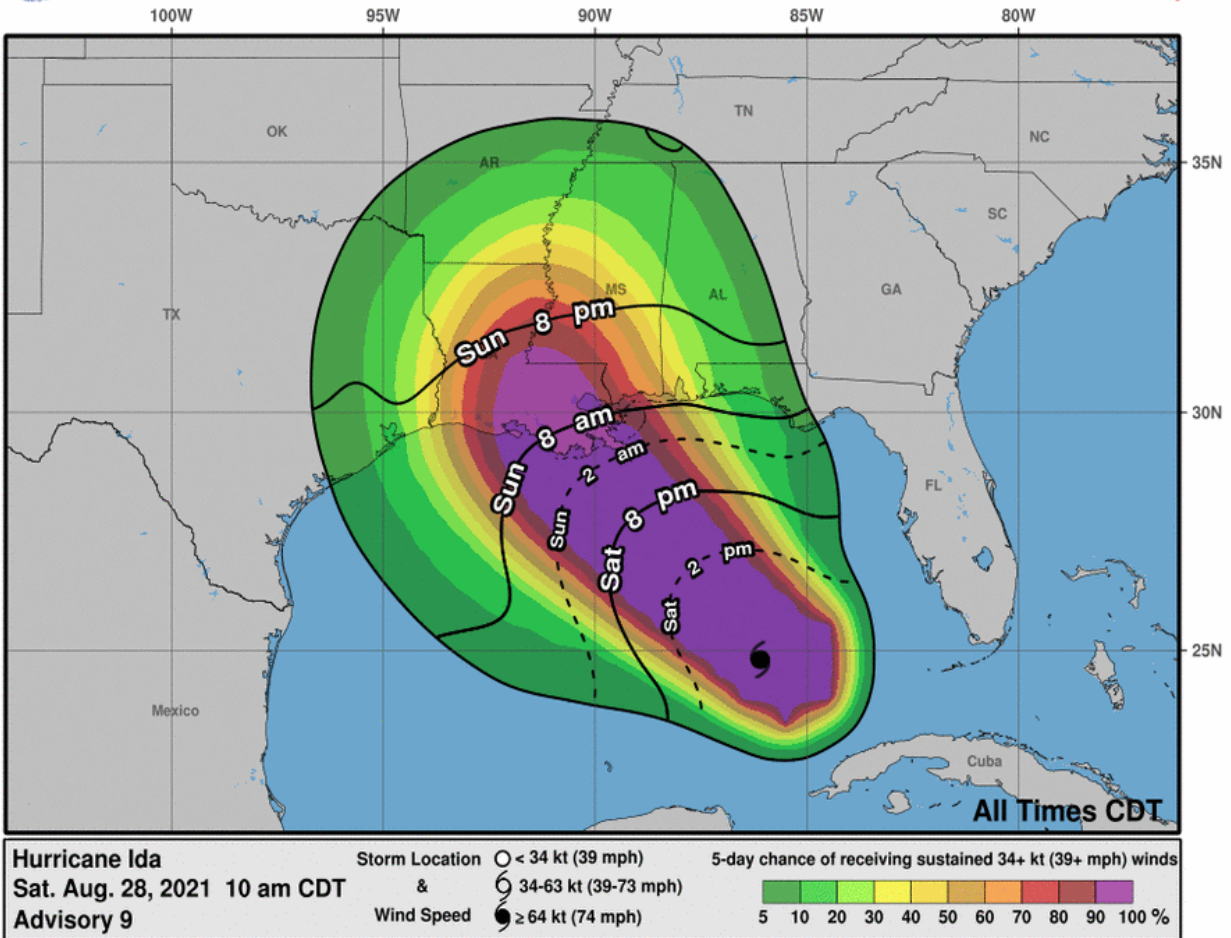 100W 95W 90W 85W 80W
OK
TN
NC
AR
35N
SC
MS
AL
GA
TX
Sun 8 pm
30N
Sun 8 am
Sun 2 am
FL
Sat 8 pm
Sat 2 pm
25N
Mexico
Cuba
All Times CDT
Hurricane Ida
Sat. Aug. 28, 2021 10 am CDT
Advisory 9
Storm Location
&
Wind Speed
< 34 kt (39 mph)
34-63 kt (39-73 mph)
≥ 64 kt (74 mph)
5-day chance of receiving sustained 34+ kt (39+ mph) winds
5 10 20 30 40 50 60 70 80 90 100 %